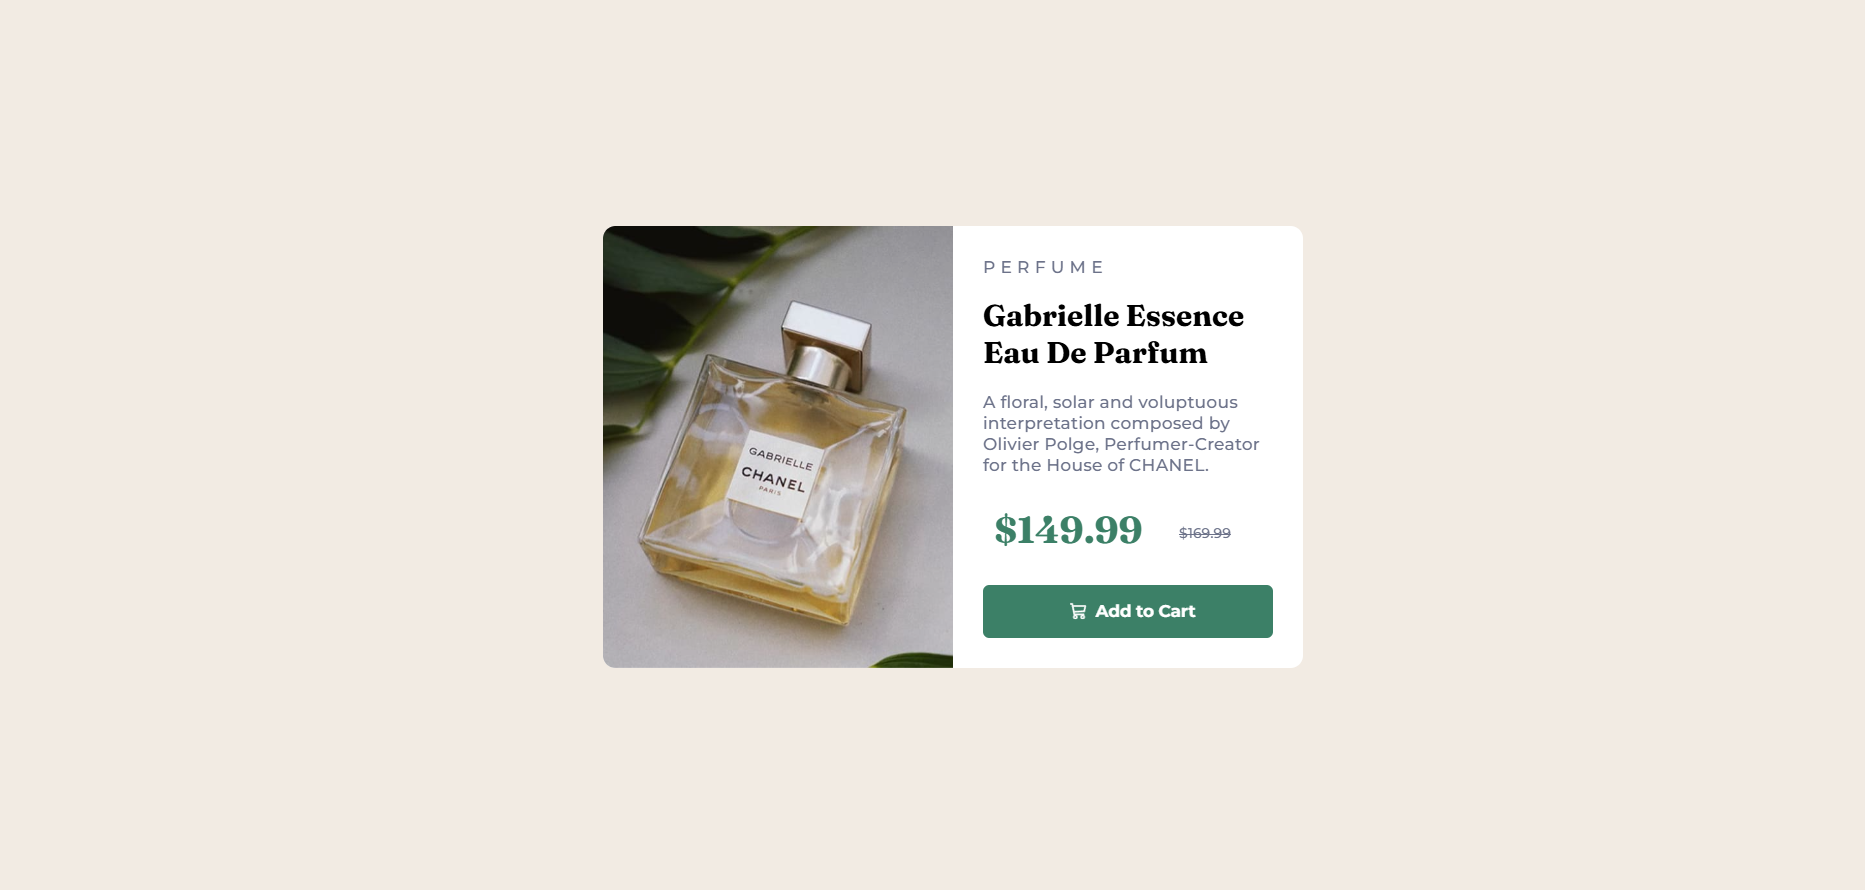 GABRIELLE
CHANEL
PARIS
PERFUME
Gabrielle Essence
Eau De Parfum
A floral, solar and voluptuous
interpretation composed by
Olivier Polge, Perfumer-Creator
for the House of CHANEL.
$149.99 $169.99
Add to Cart